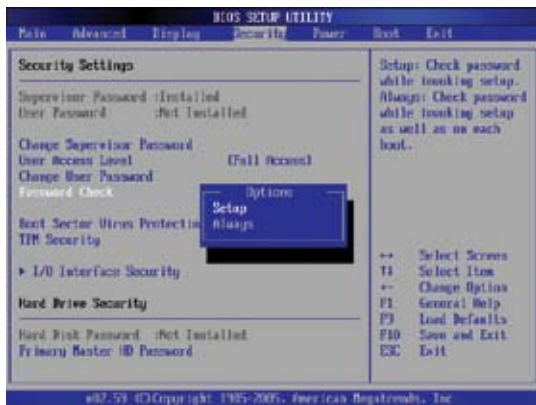 BIOS SETUP UTILITY
Main Advanced Display Security Power Boot Exit
Security Settings
Supervisor Password :Installed
User Password :Not Installed
Change Supervisor Password
User Access Level [Full Access]
Change User Password
Password Check
Boot Sector Virus Protection
TPM Security
▶ I/O Interface Security
Hard Drive Security
Hard Disk Password :Not Installed
Primary Master HD Password
Options
Setup
Always
Setup: Check password
while invoking setup.
Always: Check password
while invoking setup
as well as on each
boot.
↔ Select Screen
↑↓ Select Item
+- Change Option
F1 General Help
F9 Load Defaults
F10 Save and Exit
ESC Exit
v02.59 (C)Copyright 1985-2005, American Megatrends, Inc